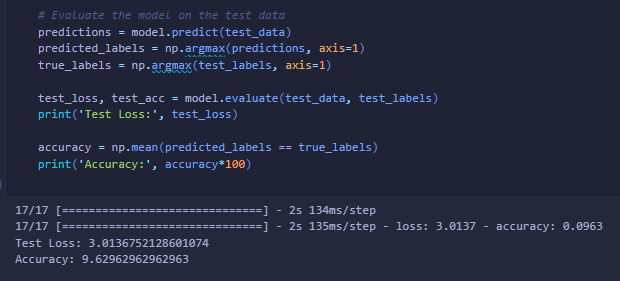 # Evaluate the model on the test data
predictions = model.predict(test_data)
predicted_labels = np.argmax(predictions, axis=1)
true_labels = np.argmax(test_labels, axis=1)
test_loss, test_acc = model.evaluate(test_data, test_labels)
print('Test Loss:', test_loss)
accuracy = np.mean(predicted_labels == true_labels)
print('Accuracy:', accuracy*100)
17/17 [==============================] - 2s 134ms/step
17/17 [==============================] - 2s 135ms/step - loss: 3.0137 - accuracy: 0.0963
Test Loss: 3.0136752128601074
Accuracy: 9.62962962962963